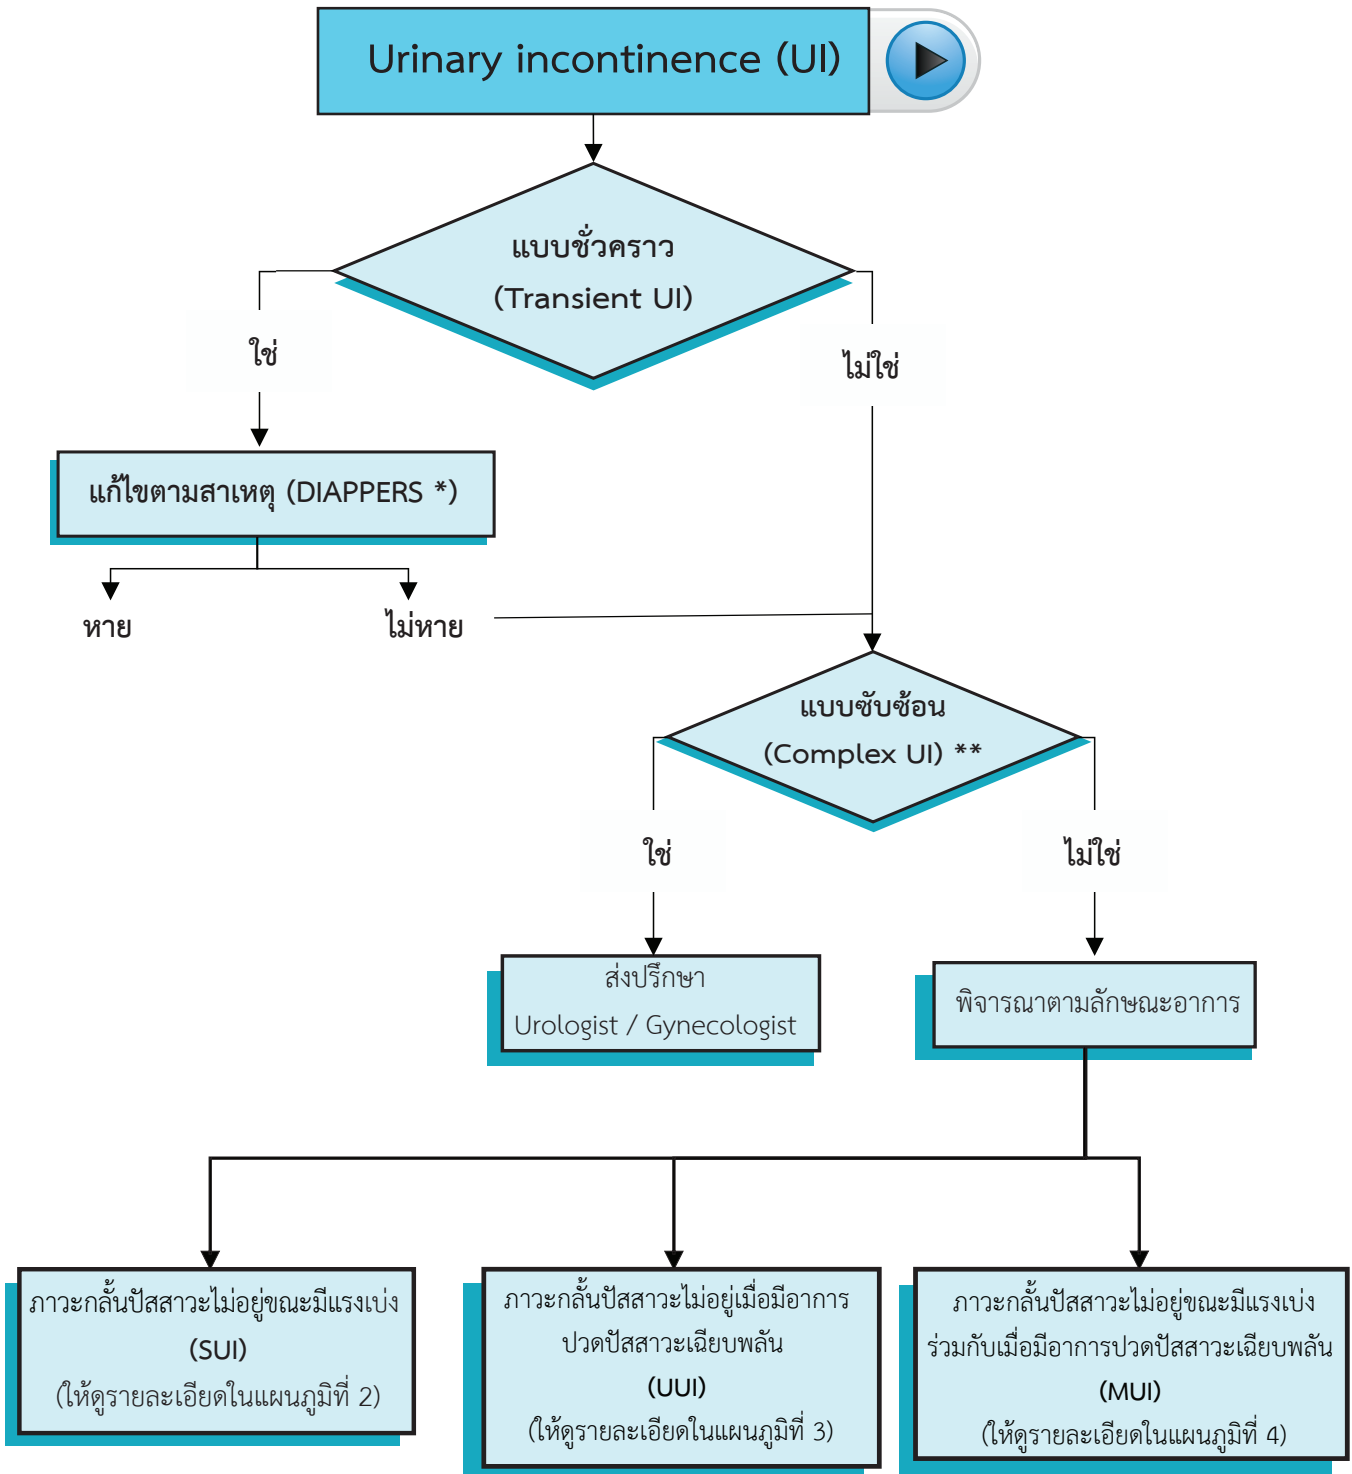 Urinary incontinence (UI)
แบบชั่วคราว
(Transient UI)
ใช่
ไม่ใช่
แก้ไขตามสาเหตุ (DIAPPERS *)
หาย
ไม่หาย
แบบซับซ้อน
(Complex UI) **
ใช่
ไม่ใช่
ส่งปรึกษา
Urologist / Gynecologist
พิจารณาตามลักษณะอาการ
ภาวะกลั้นปัสสาวะไม่อยู่ขณะมีแรงเบ่ง
(SUI)
(ให้ดูรายละเอียดในแผนภูมิที่ 2)
ภาวะกลั้นปัสสาวะไม่อยู่เมื่อมีอาการ
ปวดปัสสาวะเฉียบพลัน
(UUI)
(ให้ดูรายละเอียดในแผนภูมิที่ 3)
ภาวะกลั้นปัสสาวะไม่อยู่ขณะมีแรงเบ่ง
ร่วมกับเมื่อมีอาการปวดปัสสาวะเฉียบพลัน
(MUI)
(ให้ดูรายละเอียดในแผนภูมิที่ 4)